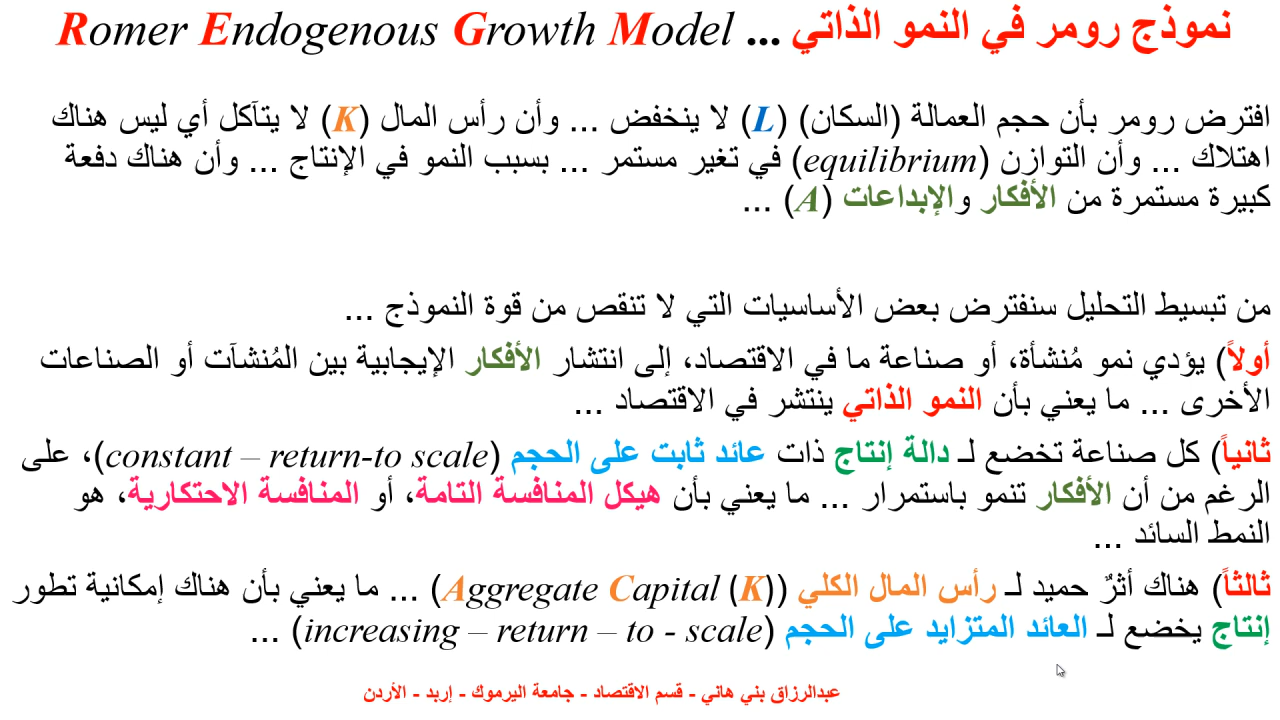 نموذج رومر في النمو الذاتي ... Romer Endogenous Growth Model
افترض رومر بأن حجم العمالة (السكان) (L) لا ينخفض ... وأن رأس المال (K) لا يتآكل أي ليس هناك
اهتلاك ... وأن التوازن (equilibrium) في تغير مستمر ... بسبب النمو في الإنتاج ... وأن هناك دفعة
كبيرة مستمرة من الأفكار والإبداعات (A) ...
من تبسيط التحليل سنفترض بعض الأساسيات التي لا تنقص من قوة النموذج ...
أولاً) يؤدي نمو مُنشأة، أو صناعة ما في الاقتصاد، إلى انتشار الأفكار الإيجابية بين المُنشآت أو الصناعات
الأخرى ... ما يعني بأن النمو الذاتي ينتشر في الاقتصاد ...
ثانياً) كل صناعة تخضع لـ دالة إنتاج ذات عائد ثابت على الحجم (constant – return-to scale)، على
الرغم من أن الأفكار تنمو باستمرار ... ما يعني بأن هيكل المنافسة التامة، أو المنافسة الاحتكارية، هو
النمط السائد ...
ثالثاً) هناك أثرٌ حميد لـ رأس المال الكلي (Aggregate Capital (K)) ... ما يعني بأن هناك إمكانية تطور
إنتاج يخضع لـ العائد المتزايد على الحجم (increasing – return – to - scale) ...
عبدالرزاق بني هاني - قسم الاقتصاد - جامعة اليرموك - إربد - الأردن